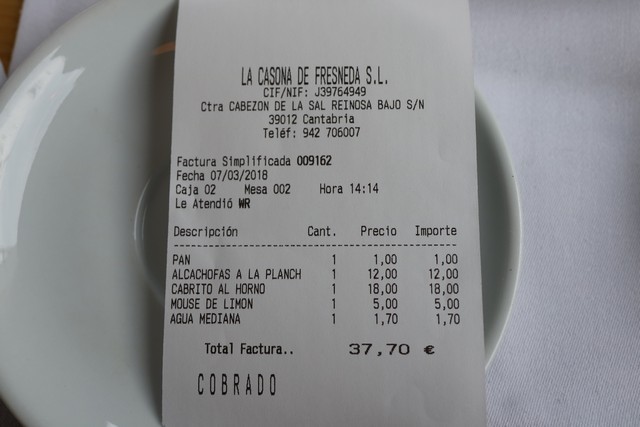 LA CASONA DE FRESNEDA S.L.
CIF/NIF: J39764949
Ctra CABEZON DE LA SAL REINOSA BAJO S/N
39012 Cantabria
Teléf: 942 706007
Factura Simplificada 009162
Fecha 07/03/2018
Caja 02 Mesa 002 Hora 14:14
Le Atendió WR
Descripción Cant. Precio Importe
PAN 1 1,00 1,00
ALCACHOFAS A LA PLANCH 1 12,00 12,00
CABRITO AL HORNO 1 18,00 18,00
MOUSE DE LIMON 1 5,00 5,00
AGUA MEDIANA 1 1,70 1,70
Total Factura.. 37,70 €
COBRADO